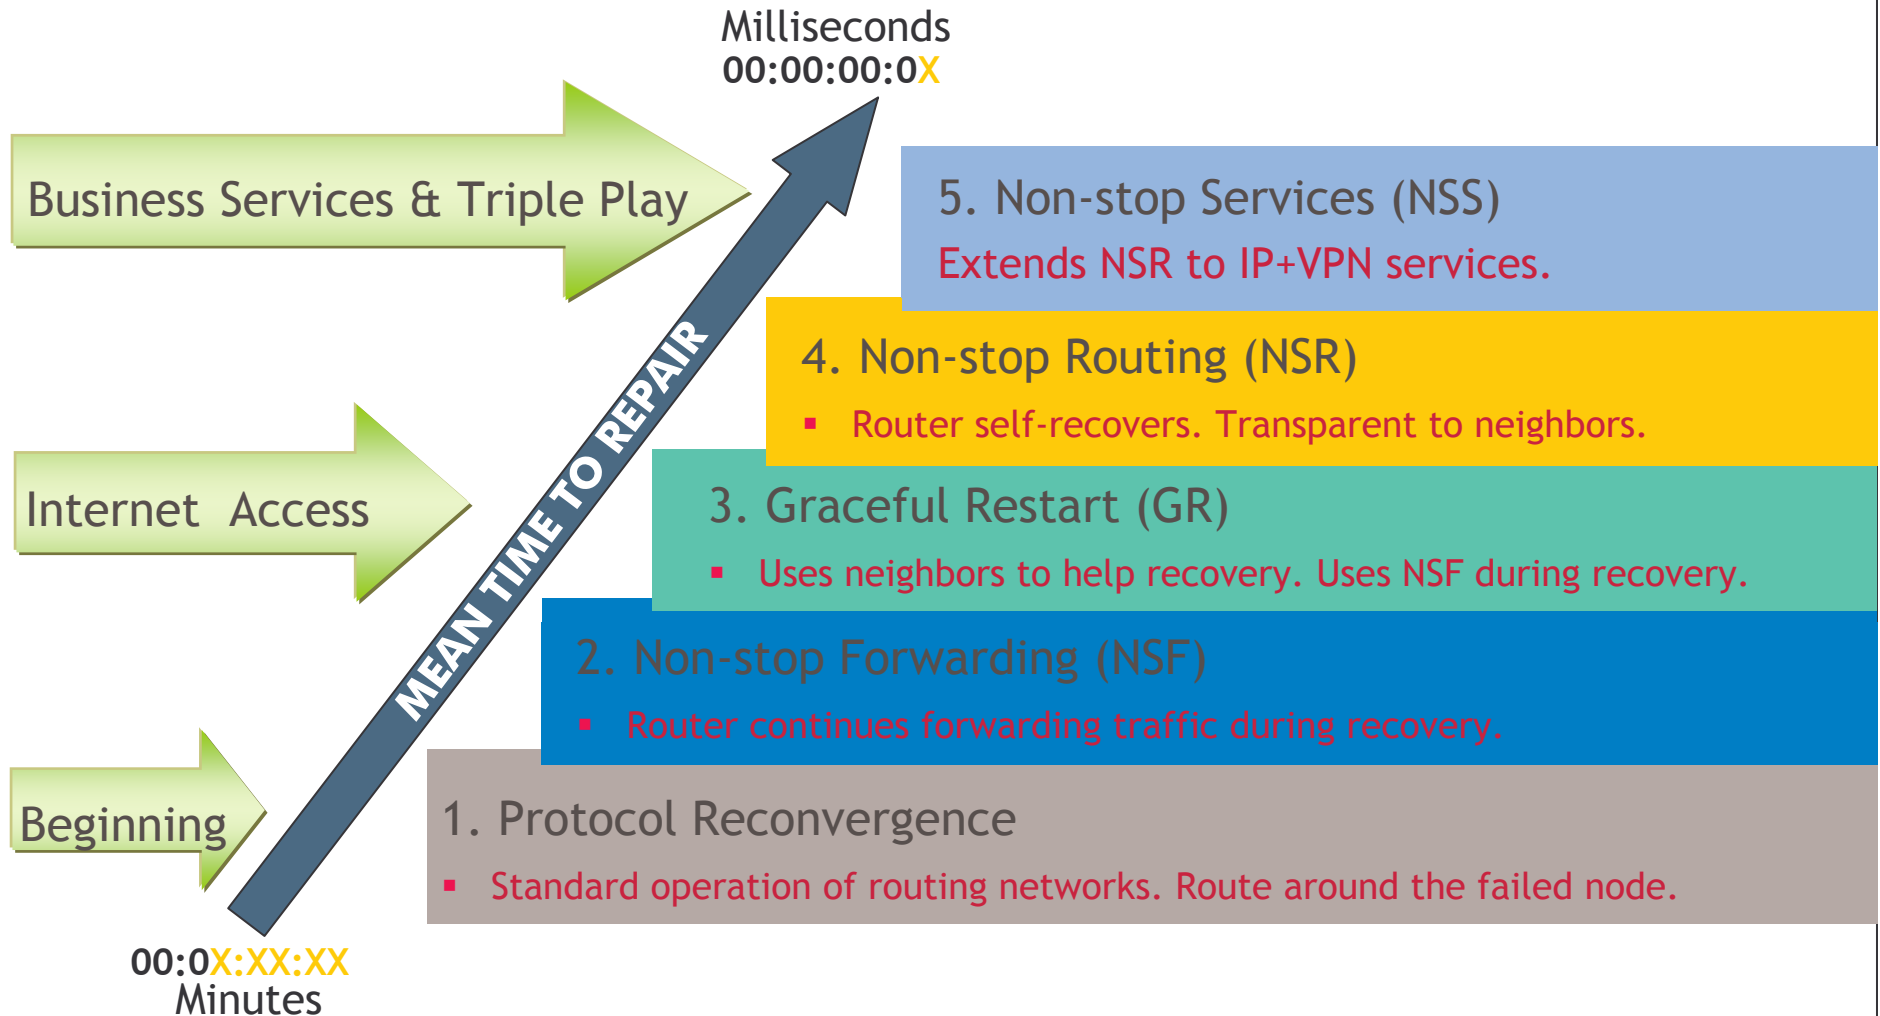 Milliseconds
00:00:00:0X
Business Services & Triple Play
5. Non-stop Services (NSS)
Extends NSR to IP+VPN services.
4. Non-stop Routing (NSR)
▪ Router self-recovers. Transparent to neighbors.
MEAN TIME TO REPAIR
Internet Access
3. Graceful Restart (GR)
▪ Uses neighbors to help recovery. Uses NSF during recovery.
2. Non-stop Forwarding (NSF)
▪ Router continues forwarding traffic during recovery.
Beginning
1. Protocol Reconvergence
▪ Standard operation of routing networks. Route around the failed node.
00:0X:XX:XX
Minutes